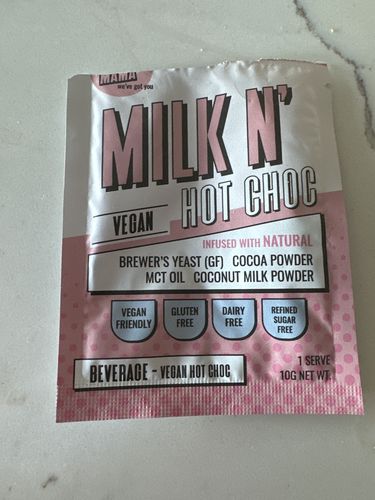 MAMA
we've got you
MILK N'
HOT CHOC
VEGAN
INFUSED WITH NATURAL
BREWER'S YEAST (GF) COCOA POWDER
MCT OIL COCONUT MILK POWDER
VEGAN FRIENDLY
GLUTEN FREE
DAIRY FREE
REFINED SUGAR FREE
BEVERAGE - VEGAN HOT CHOC
1 SERVE
10G NET WT.